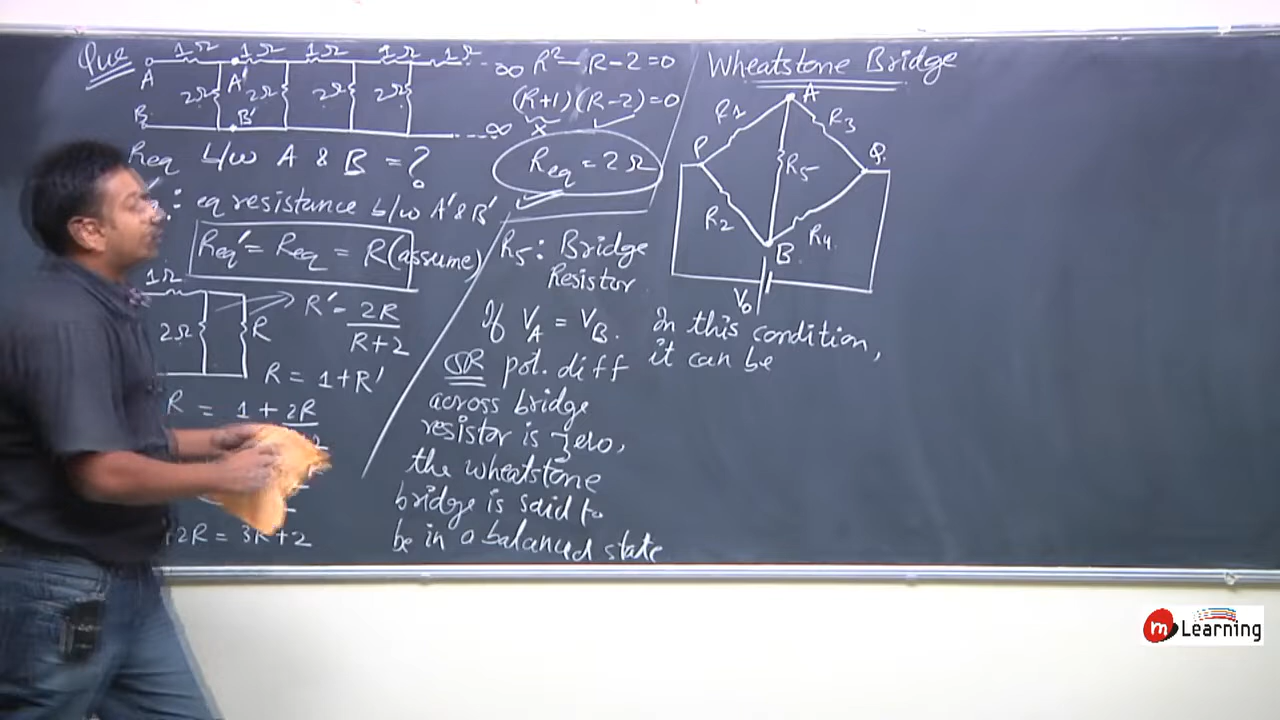 Que
1Ω 1Ω 1Ω 1Ω 1Ω ∞
A A'
2Ω 2Ω 2Ω 2Ω
B B' ∞
Req b/w A & B = ?
eq resistance b/w A' & B'
Req' = Req = R (assume)
1Ω
2Ω R
R' = 2R / R+2
R = 1 + R'
R = 1 + 2R
+2R = 3R + 2
R² - R - 2 = 0
(R+1) (R-2) = 0
x
Req = 2Ω
R5 : Bridge
Resistor
If VA = VB.
OR pot. diff
across bridge
resistor is zero,
the wheatstone
bridge is said to
be in a balanced state
Wheatstone Bridge
A
R1 R3
P Q
R5
R2 R4
B
V0
In this condition,
it can be
m Learning